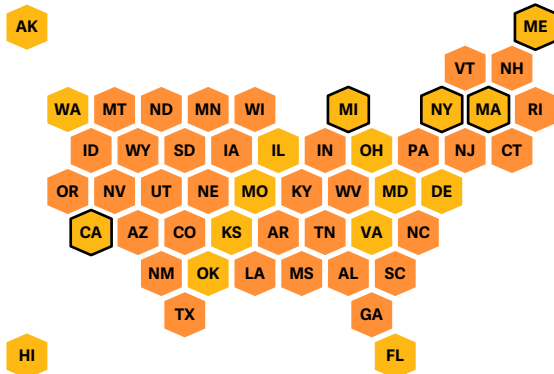 AK ME
VT NH
WA MT ND MN WI MI NY MA RI
ID WY SD IA IL IN OH PA NJ CT
OR NV UT NE MO KY WV MD DE
CA AZ CO KS AR TN VA NC
NM OK LA MS AL SC
TX GA
HI FL